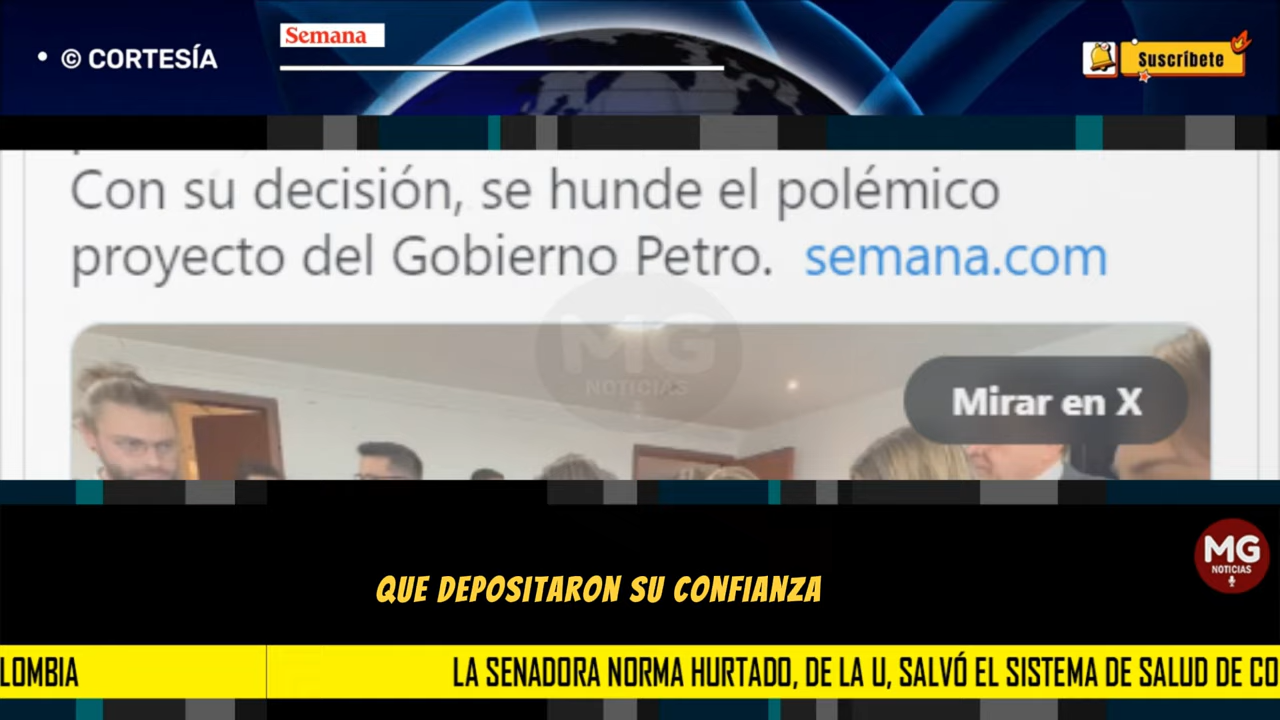 • © CORTESÍA
Semana
Suscríbete
Con su decisión, se hunde el polémico
proyecto del Gobierno Petro. semana.com
MG
NOTICIAS
Mirar en X
MG
NOTICIAS
QUE DEPOSITARON SU CONFIANZA
LOMBIA
LA SENADORA NORMA HURTADO, DE LA U, SALVÓ EL SISTEMA DE SALUD DE CO